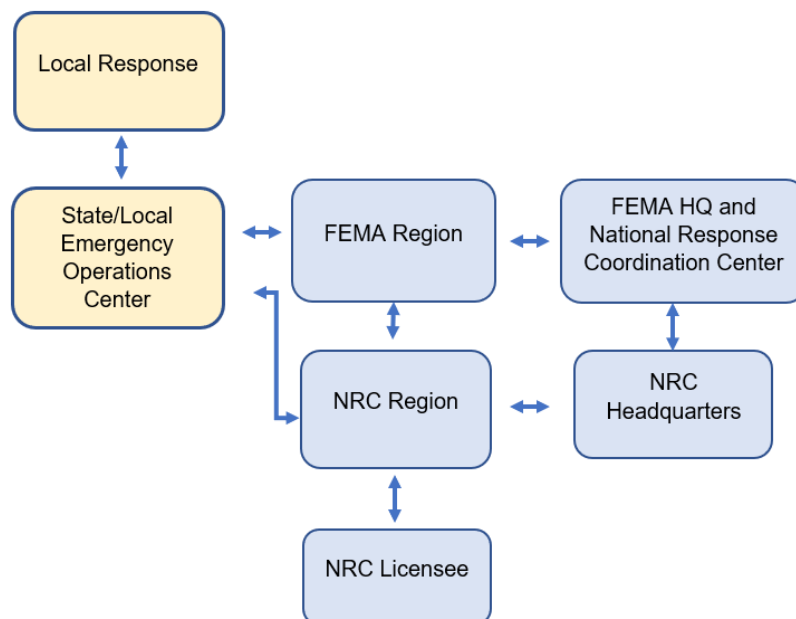 Local Response
State/Local
Emergency
Operations
Center
FEMA Region
FEMA HQ and
National Response
Coordination Center
NRC Region
NRC
Headquarters
NRC Licensee